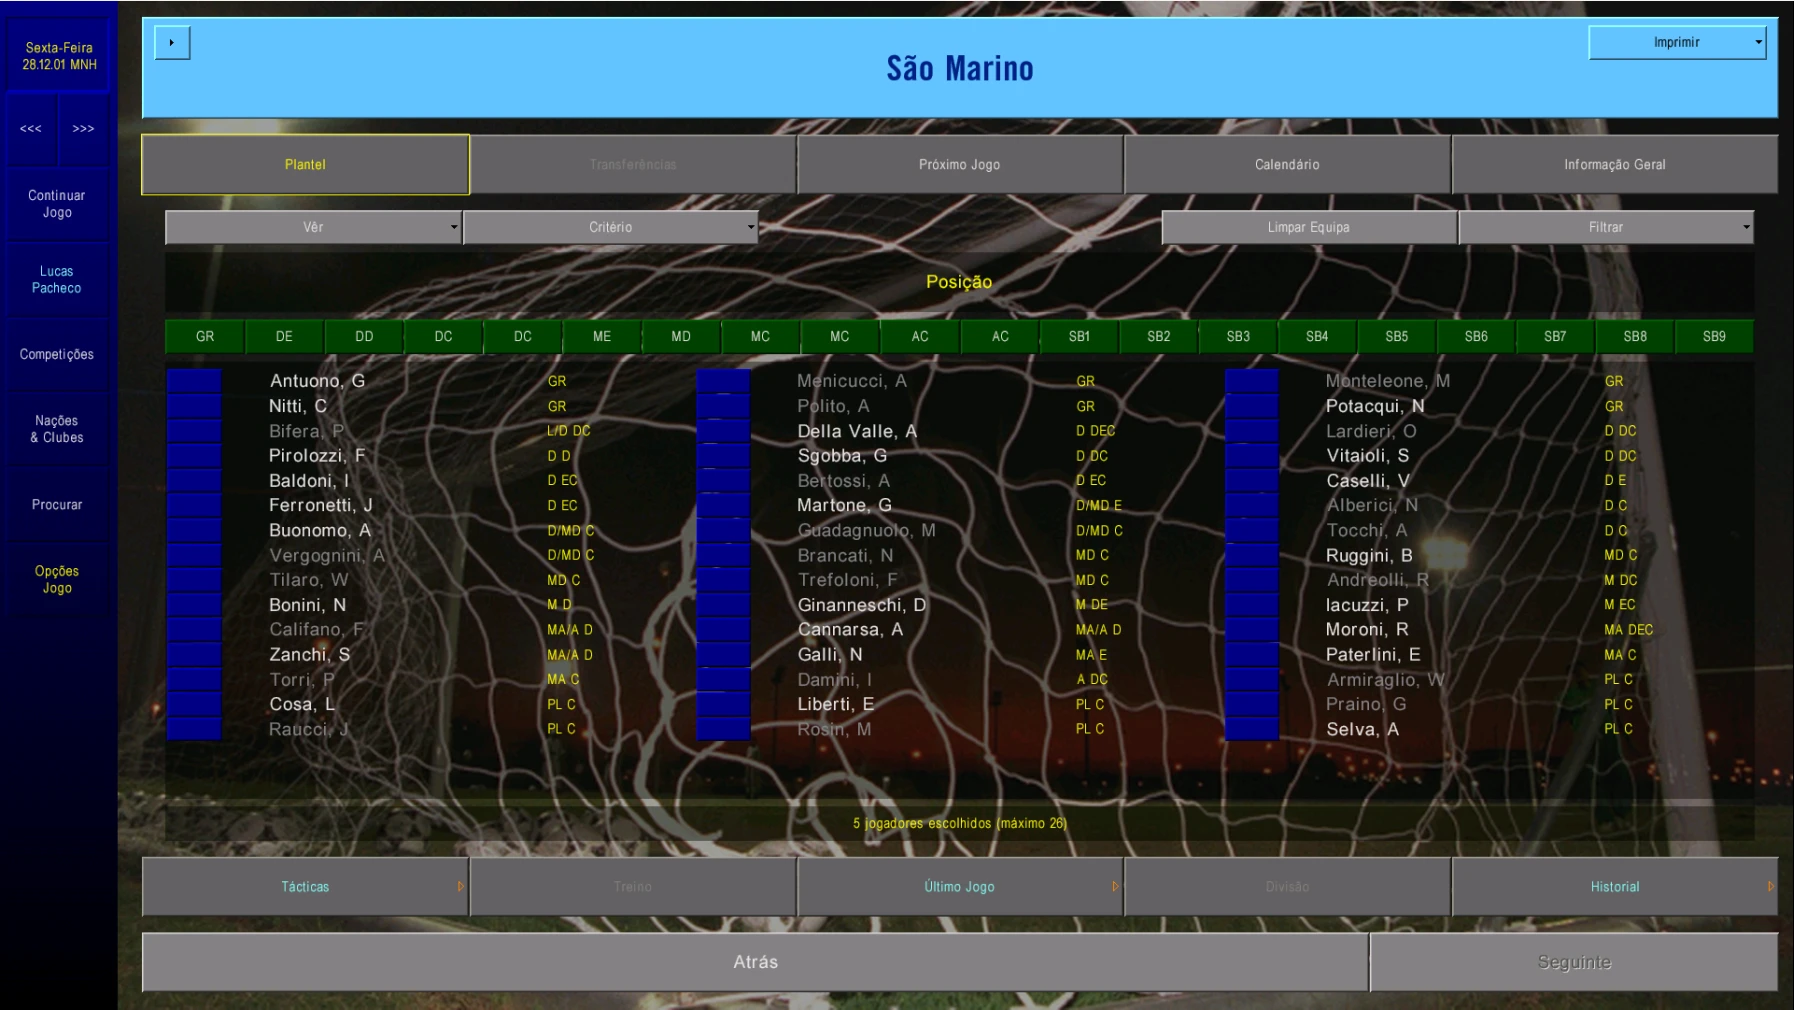 Sexta-Feira
28.12.01 MNH
<<< >>>
Continuar
Jogo
Lucas
Pacheco
Competições
Nações
& Clubes
Procurar
Opções
Jogo
São Marino
Imprimir
Plantel Transferências Próximo Jogo Calendário Informação Geral
Vêr Critério Limpar Equipa Filtrar
Posição
GR DE DD DC DC ME MD MC MC AC AC SB1 SB2 SB3 SB4 SB5 SB6 SB7 SB8 SB9
Antuono, G GR Menicucci, A GR Monteleone, M GR
Nitti, C GR Polito, A GR Potacqui, N GR
Bifera, P L/D DC Della Valle, A D DEC Lardieri, O D DC
Pirolozzi, F D D Sgobba, G D DC Vitaioli, S D DC
Baldoni, I D EC Bertossi, A D EC Caselli, V D E
Ferronetti, J D EC Martone, G D/MD E Alberici, N D C
Buonomo, A D/MD C Guadagnuolo, M D/MD C Tocchi, A D C
Vergognini, A D/MD C Brancati, N MD C Ruggini, B MD C
Tilaro, W MD C Trefoloni, F MD C Andreolli, R M DC
Bonini, N M D Ginanneschi, D M DE Iacuzzi, P M EC
Califano, F MA/A D Cannarsa, A MA/A D Moroni, R MA DEC
Zanchi, S MA/A D Galli, N MA E Paterlini, E MA C
Torri, P MA C Damini, I A DC Armiraglio, W PL C
Cosa, L PL C Liberti, E PL C Praino, G PL C
Raucci, J PL C Rosin, M PL C Selva, A PL C
5 jogadores escolhidos (máximo 26)
Tácticas Treino Último Jogo Divisão Historial
Atrás Seguinte